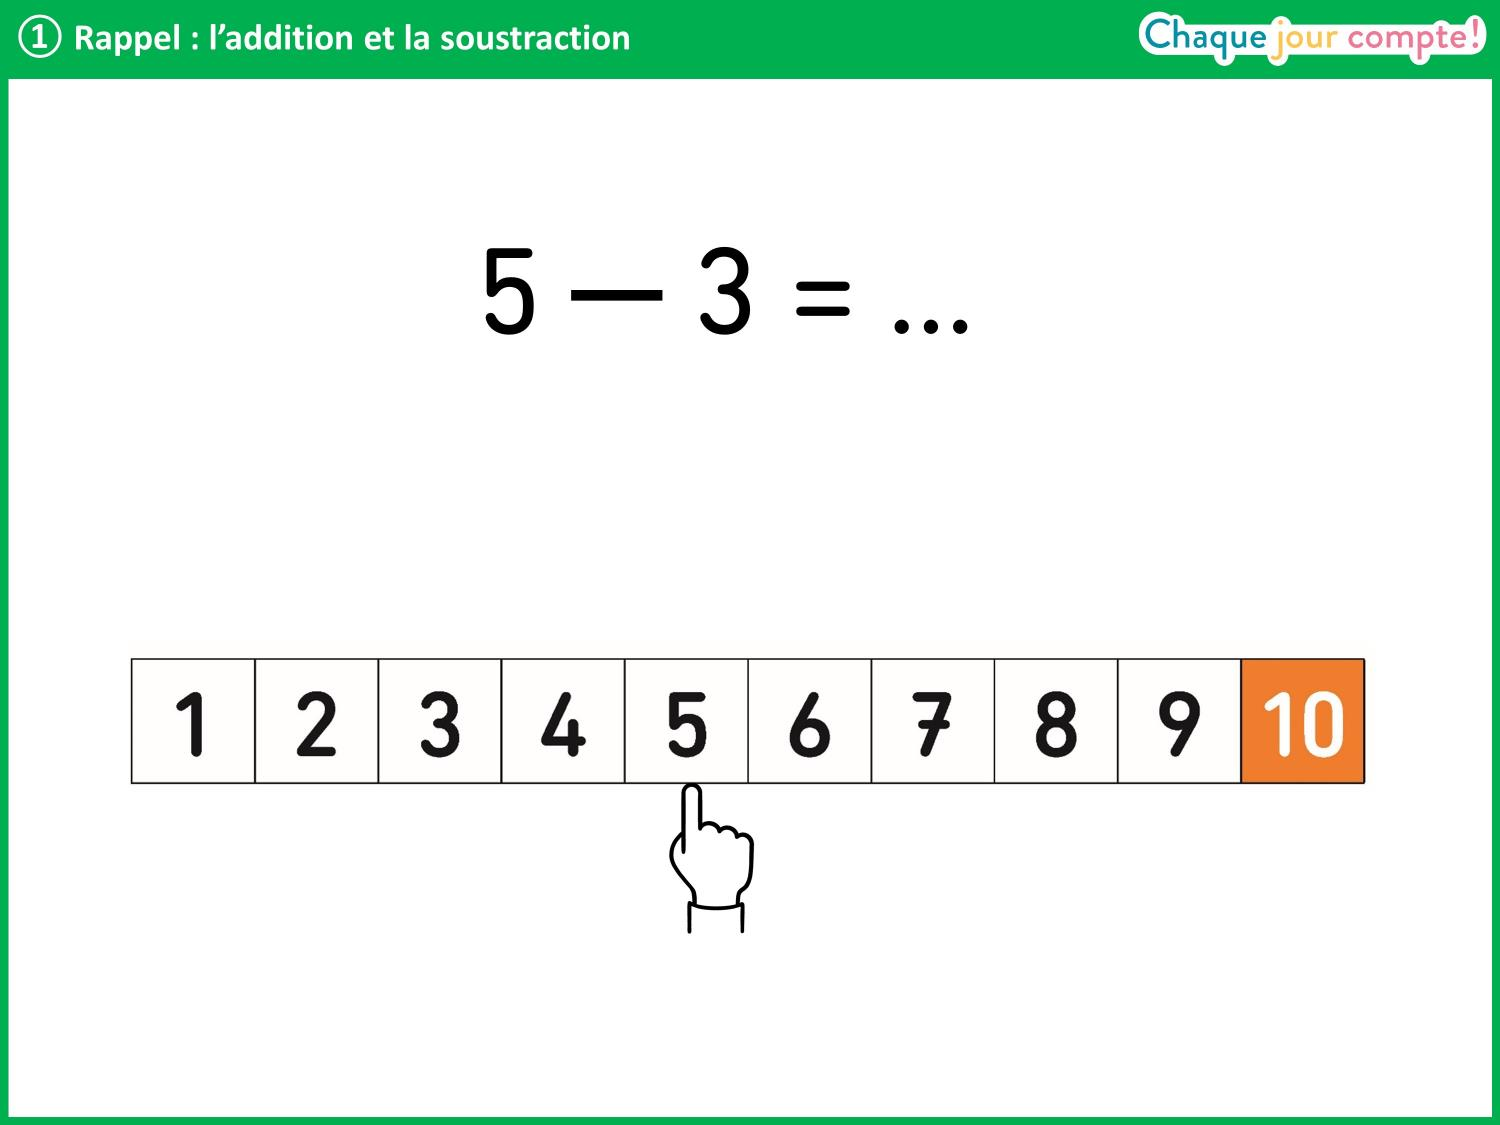 ① Rappel : l’addition et la soustraction
Chaque jour compte!
5 – 3 = ...
1 2 3 4 5 6 7 8 9 10